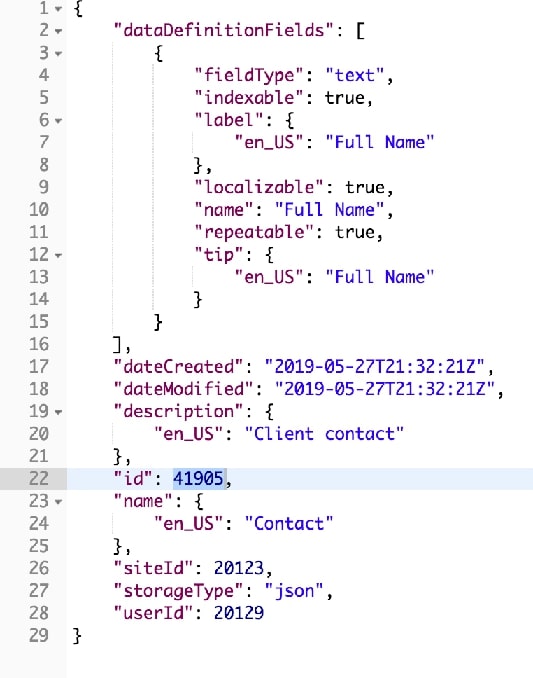 1 {
2 "dataDefinitionFields": [
3 {
4 "fieldType": "text",
5 "indexable": true,
6 "label": {
7 "en_US": "Full Name"
8 },
9 "localizable": true,
10 "name": "Full Name",
11 "repeatable": true,
12 "tip": {
13 "en_US": "Full Name"
14 }
15 }
16 ],
17 "dateCreated": "2019-05-27T21:32:21Z",
18 "dateModified": "2019-05-27T21:32:21Z",
19 "description": {
20 "en_US": "Client contact"
21 },
22 "id": 41905,
23 "name": {
24 "en_US": "Contact"
25 },
26 "siteId": 20123,
27 "storageType": "json",
28 "userId": 20129
29 }